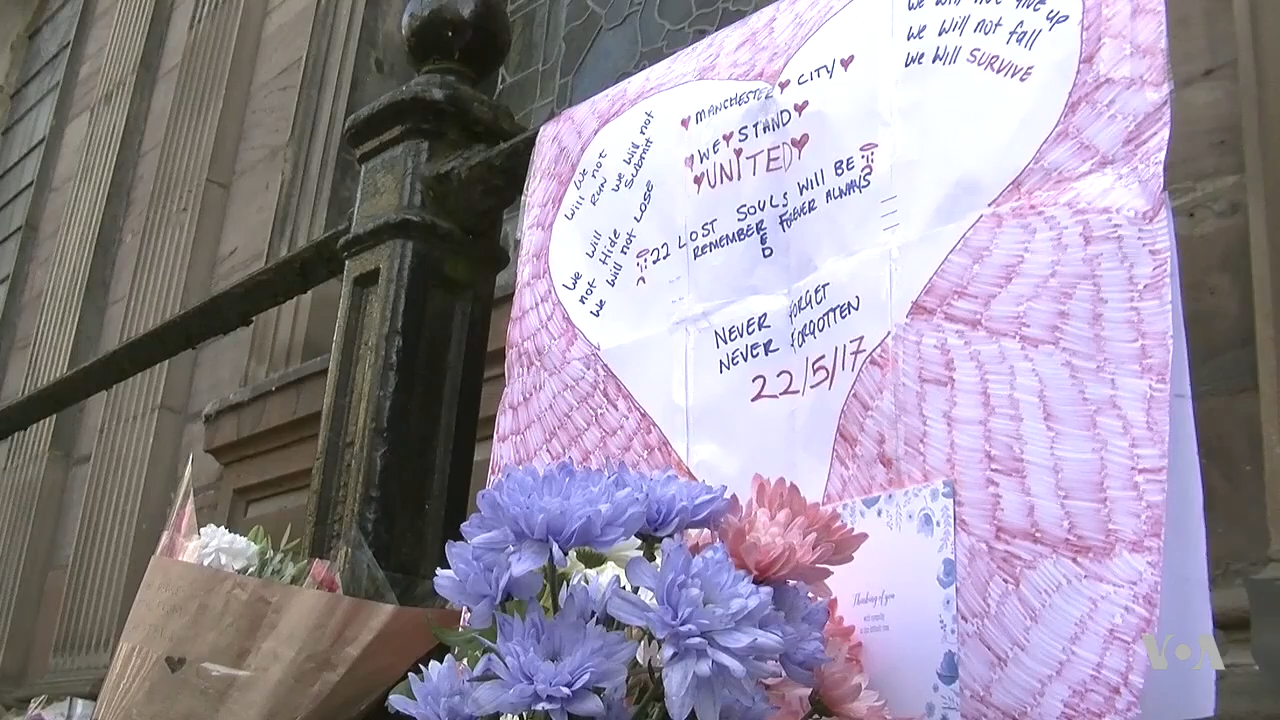 we will not give up
we will not fall
we will SURVIVE
MANCHESTER CITY
WE STAND
UNITED
22 LOST SOULS WILL BE
REMEMBERED FOREVER ALWAYS
NEVER FORGET
NEVER FORGOTTEN
22/5/17
We will not Run
We will not Submit
We will not Hide
We will not LOSE
Thinking of you
with sympathy
VOA